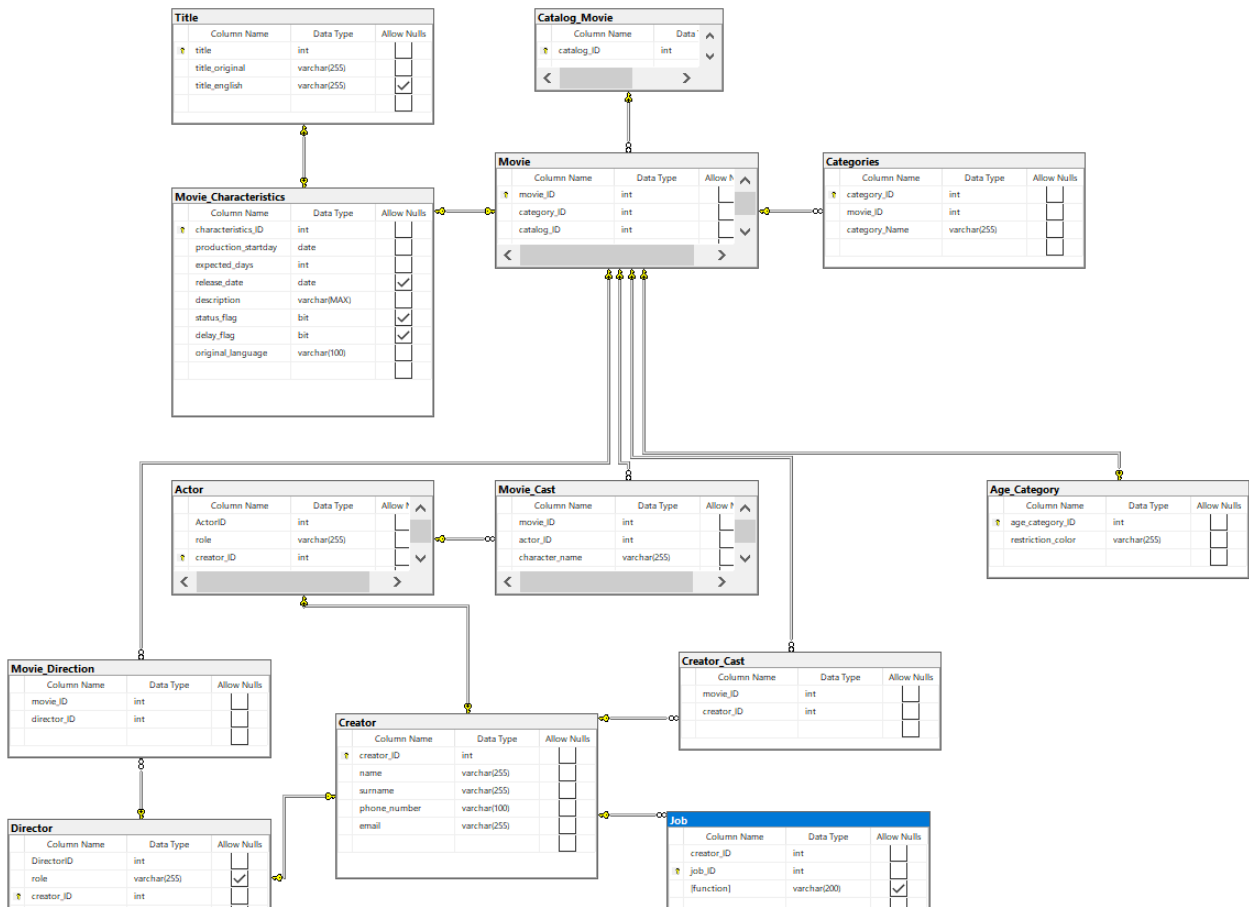 Title
Column Name Data Type Allow Nulls
title int
title_original varchar(255)
title_english varchar(255)
Catalog_Movie
Column Name
catalog_ID int
Movie_Characteristics
Column Name Data Type Allow Nulls
characteristics_ID int
production_startday date
expected_days int
release_date date
description varchar(MAX)
status_flag bit
delay_flag bit
original_language varchar(100)
Movie
Column Name Data Type Allow
movie_ID int
category_ID int
catalog_ID int
Categories
Column Name Data Type Allow Nulls
category_ID int
movie_ID int
category_Name varchar(255)
Actor
Column Name Data Type Allow
ActorID int
role varchar(255)
creator_ID int
Movie_Cast
Column Name Data Type Allow
movie_ID int
actor_ID int
character_name varchar(255)
Age_Category
Column Name Data Type Allow Nulls
age_category_ID int
restriction_color varchar(255)
Movie_Direction
Column Name Data Type Allow Nulls
movie_ID int
director_ID int
Creator_Cast
Column Name Data Type Allow Nulls
movie_ID int
creator_ID int
Creator
Column Name Data Type Allow Nulls
creator_ID int
name varchar(255)
surname varchar(255)
phone_number varchar(100)
email varchar(255)
Director
Column Name Data Type Allow Nulls
DirectorID int
role varchar(255)
creator_ID int
Job
Column Name Data Type Allow Nulls
creator_ID int
job_ID int
[function] varchar(200)